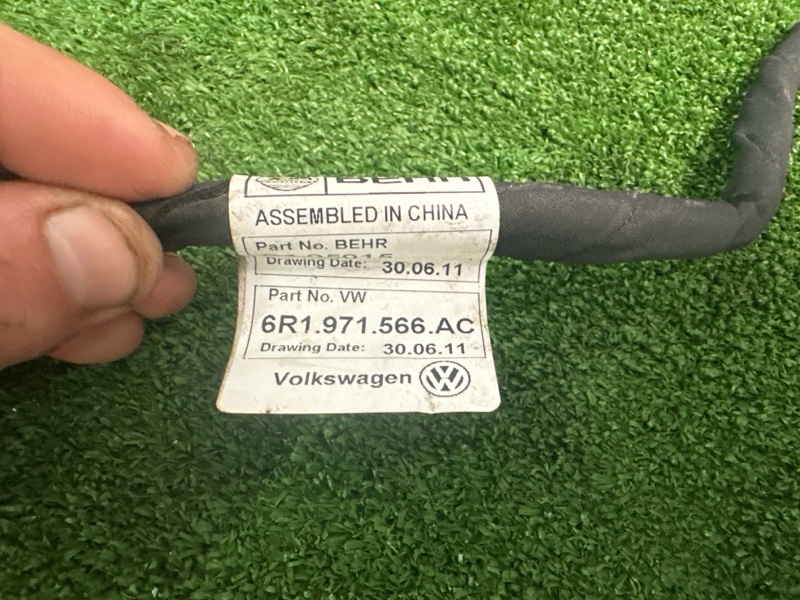 BEHR
ASSEMBLED IN CHINA
Part No. BEHR
Drawing Date: 30.06.11
Part No. VW
6R1.971.566.AC
Drawing Date: 30.06.11
Volkswagen